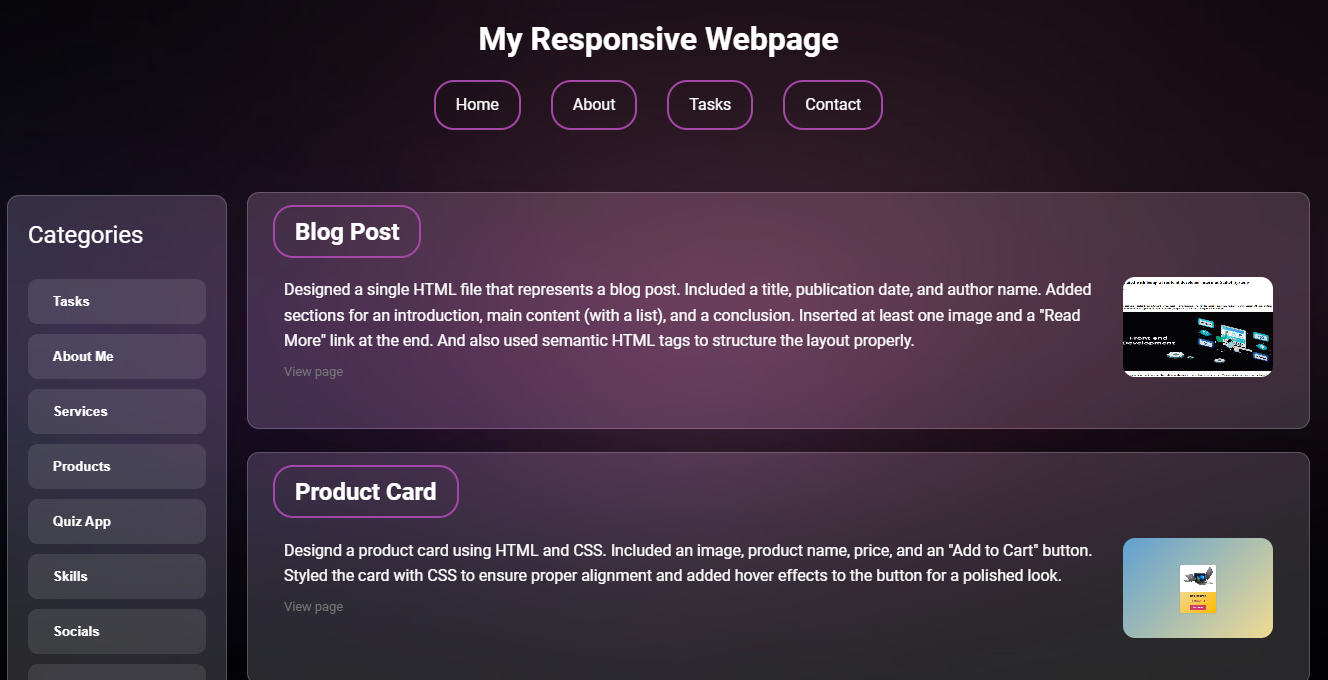 My Responsive Webpage
Home
About
Tasks
Contact
Categories
Tasks
About Me
Services
Products
Quiz App
Skills
Socials
Blog Post
Designed a single HTML file that represents a blog post. Included a title, publication date, and author name. Added
sections for an introduction, main content (with a list), and a conclusion. Inserted at least one image and a "Read
More" link at the end. And also used semantic HTML tags to structure the layout properly.
View page
Front end
Development
Product Card
Designd a product card using HTML and CSS. Included an image, product name, price, and an "Add to Cart" button.
Styled the card with CSS to ensure proper alignment and added hover effects to the button for a polished look.
View page